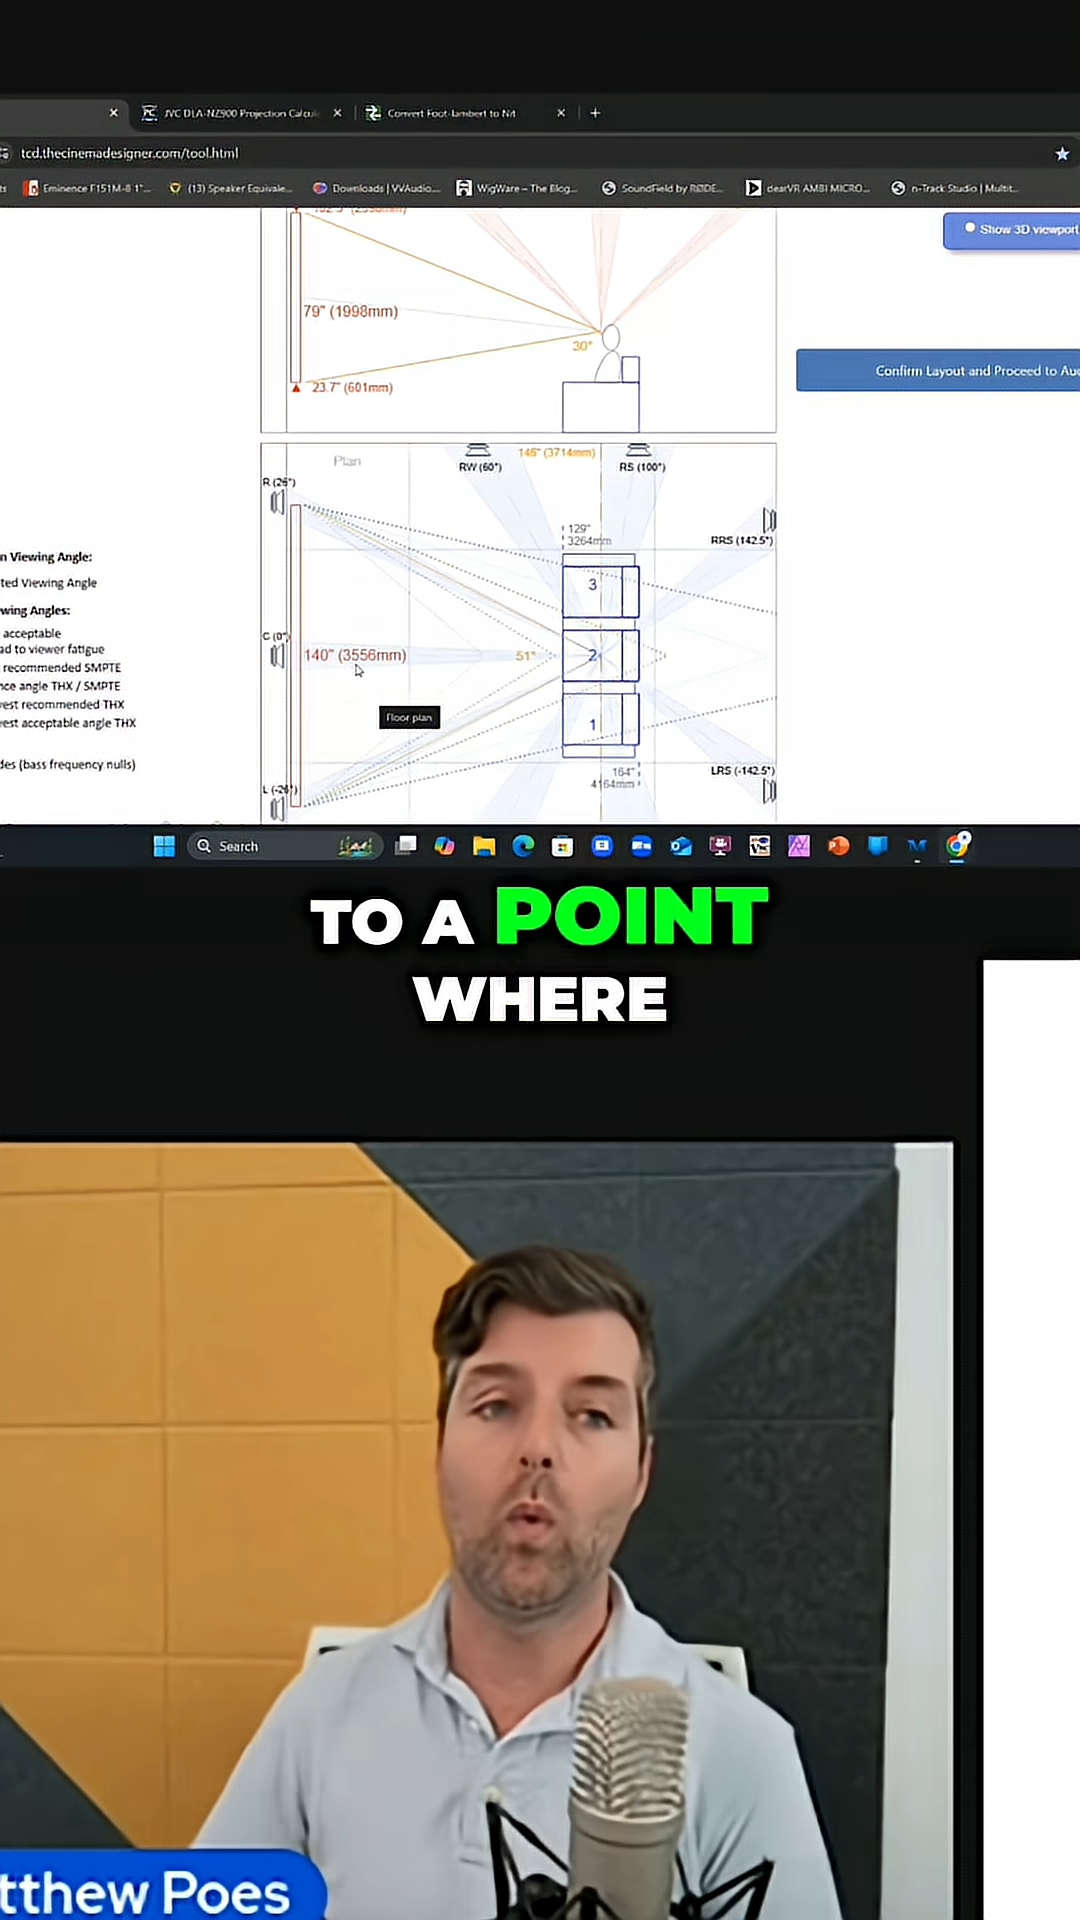 JVC DLA-NZ900 Projection Calcul
Convert Foot-lambert to Nit
tcd.thecinemadesigner.com/tool.html
ts
Eminence F151M-8 1"...
(13) Speaker Equivale...
Downloads | VVAudio...
WigWare – The Blog...
SoundField by RØDE...
dearVR AMBI MICRO...
n-Track Studio | Multit...
Show 3D viewport
79" (1998mm)
30°
23.7" (601mm)
Confirm Layout and Proceed to Au
Plan
146" (3714mm)
RW (60°)
RS (100°)
R (26°)
129"
3264mm
RRS (142.5°)
n Viewing Angle:
ted Viewing Angle
wing Angles:
acceptable
ad to viewer fatigue
recommended SMPTE
nce angle THX / SMPTE
vest recommended THX
vest acceptable angle THX
des (bass frequency nulls)
3
C (0°)
140" (3556mm)
51°
2
Floor plan
1
164"
4164mm
LRS (-142.5°)
L (-26°)
Search
TO A POINT
WHERE
tthew Poes